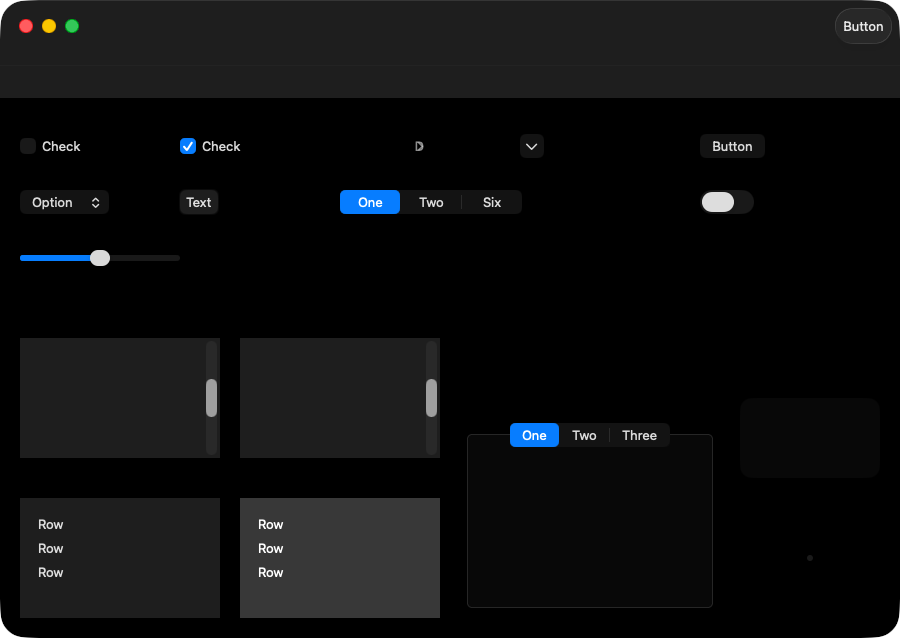 Button
Check
Check
Button
Option
Text
One
Two
Six
One
Two
Three
Row
Row
Row
Row
Row
Row